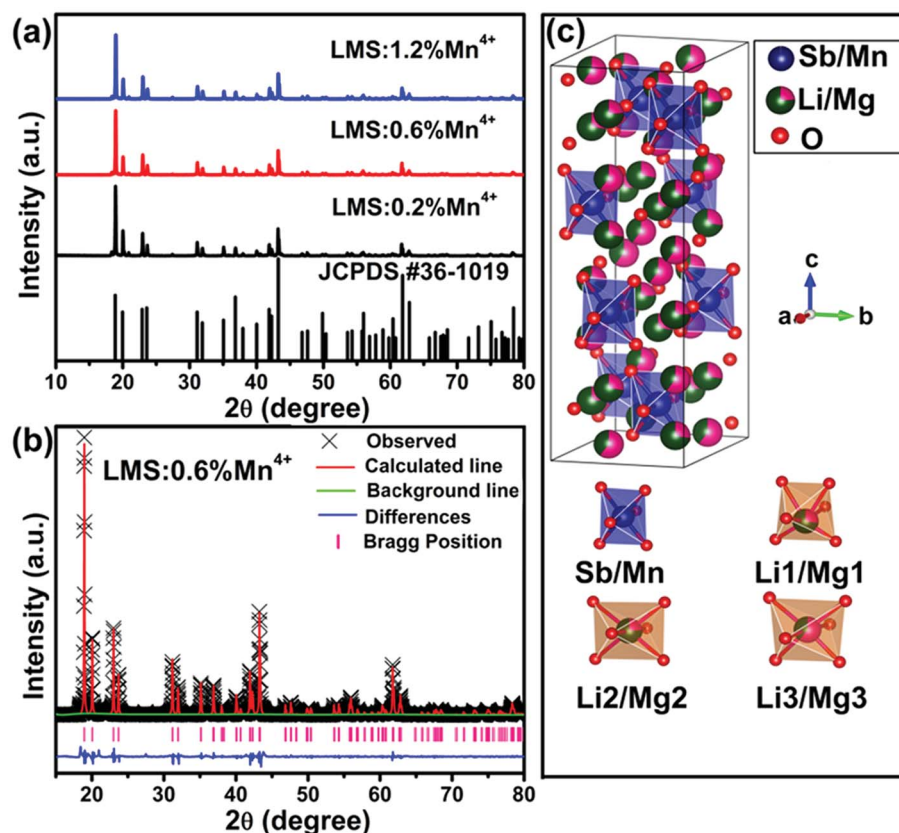 (a)
LMS:1.2%Mn4+
LMS:0.6%Mn4+
LMS:0.2%Mn4+
JCPDS #36-1019
Intensity (a.u.)
10 20 30 40 50 60 70 80
2θ (degree)
(b)
LMS:0.6%Mn4+
Observed
Calculated line
Background line
Differences
Bragg Position
Intensity (a.u.)
20 30 40 50 60 70 80
2θ (degree)
(c)
Sb/Mn
Li/Mg
O
c
a
b
Sb/Mn
Li1/Mg1
Li2/Mg2
Li3/Mg3